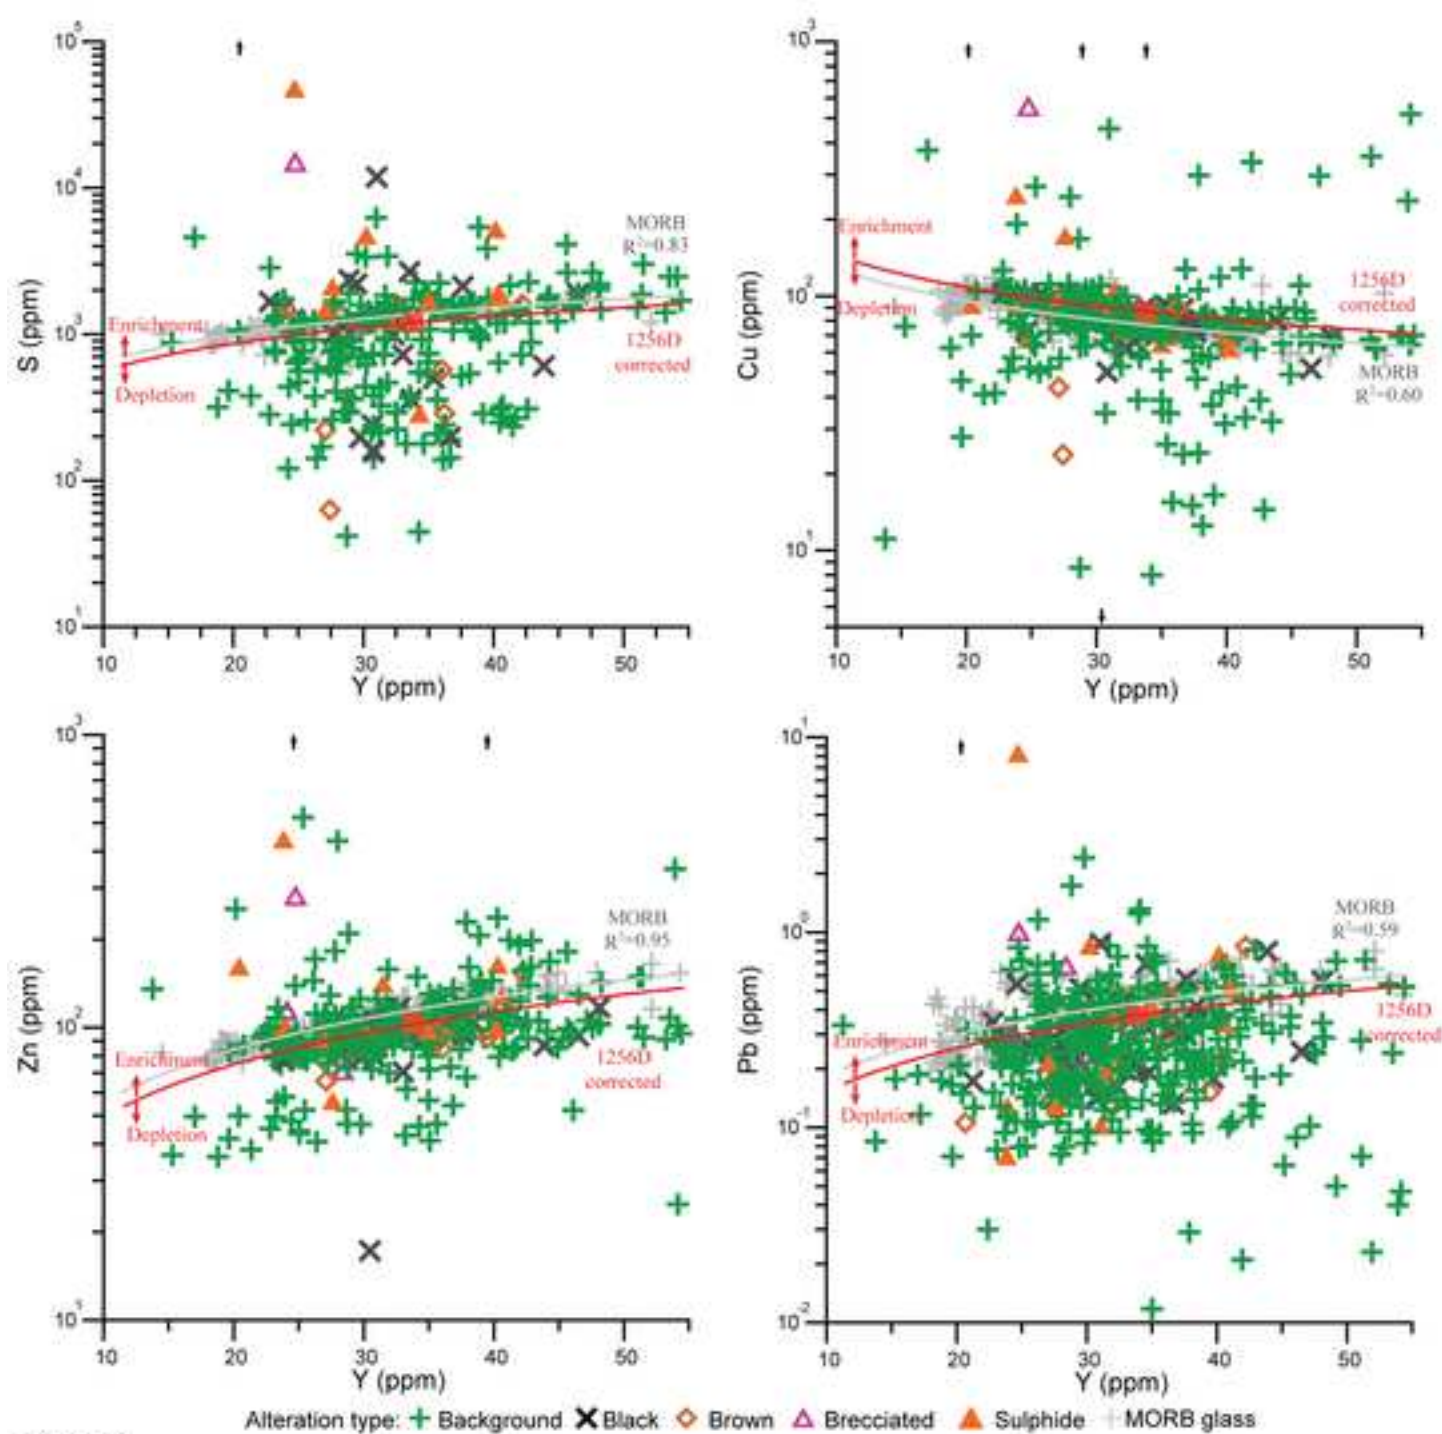 10^5
10^4
10^3
10^2
10^1
S (ppm)
Enrichment
Depletion
MORB
R²=0.83
1256D
corrected
10 20 30 40 50
Y (ppm)
10^3
10^2
10^1
Cu (ppm)
Enrichment
Depletion
1256D
corrected
MORB
R²=0.60
10 20 30 40 50
Y (ppm)
10^3
10^2
Zn (ppm)
Enrichment
Depletion
MORB
R²=0.95
1256D
corrected
10 20 30 40 50
Y (ppm)
10^1
10^0
10^-1
10^-2
Pb (ppm)
Enrichment
Depletion
MORB
R²=0.59
1256D
corrected
10 20 30 40 50
Y (ppm)
Alteration type: Background Black Brown Brecciated Sulphide MORB glass